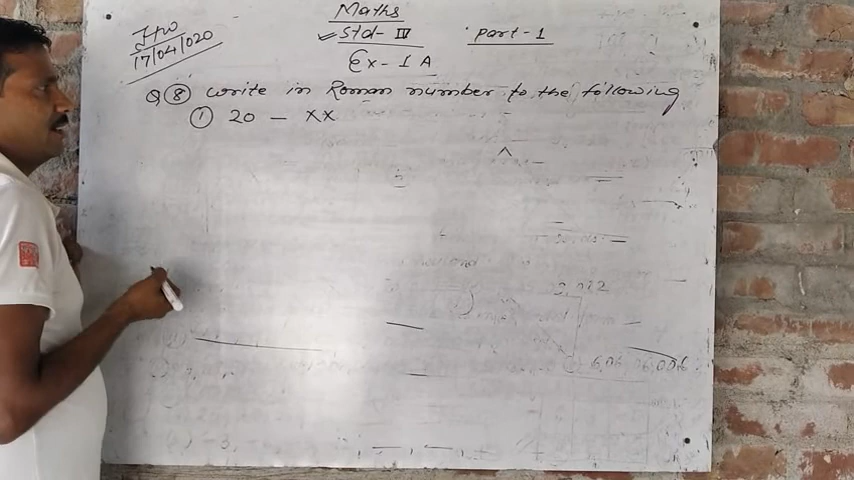 Maths
Std- IV
Part-1
17/04/020
Ex- 1 A
Q ⑧ write in Roman number to the following
① 20 — XX